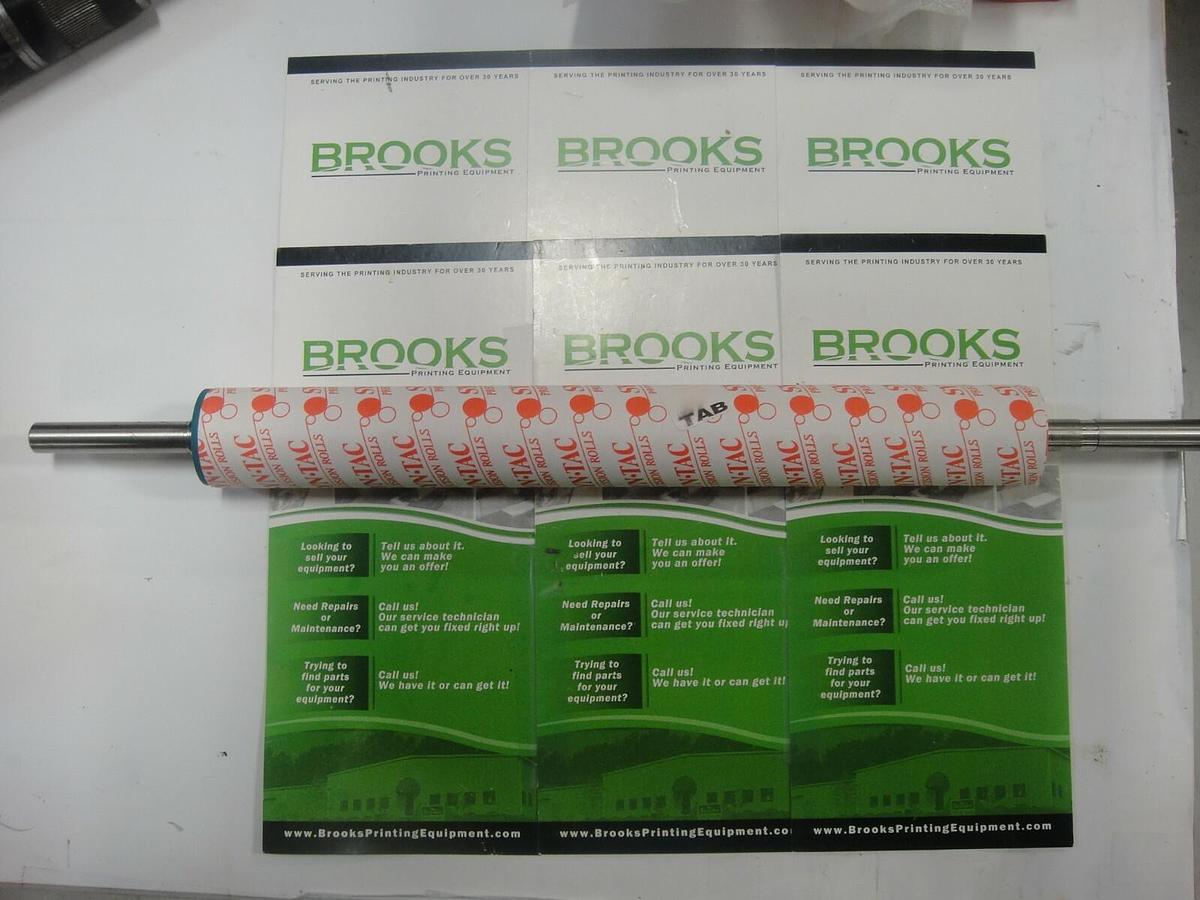 SERVING THE PRINTING INDUSTRY FOR OVER 30 YEARS
SERVING THE PRINTING INDUSTRY FOR OVER 30 YEARS
SERVING THE PRINTING INDUSTRY FOR OVER 30 YEARS
BROOKS
PRINTING EQUIPMENT
BROOKS
PRINTING EQUIPMENT
BROOKS
PRINTING EQUIPMENT
SERVING THE PRINTING INDUSTRY FOR OVER 30 YEARS
SERVING THE PRINTING INDUSTRY FOR OVER 30 YEARS
SERVING THE PRINTING INDUSTRY FOR OVER 30 YEARS
BROOKS
PRINTING EQUIPMENT
BROOKS
PRINTING EQUIPMENT
BROOKS
PRINTING EQUIPMENT
TAB
Looking to
sell your
equipment?
Tell us about it.
We can make
you an offer!
Need Repairs
or
Maintenance?
Call us!
Our service technician
can get you fixed right up!
Trying to
find parts
for your
equipment?
Call us!
We have it or can get it!
www.BrooksPrintingEquipment.com
Looking to
sell your
equipment?
Tell us about it.
We can make
you an offer!
Need Repairs
or
Maintenance?
Call us!
Our service technician
can get you fixed right up
Trying to
find parts
for your
equipment?
Call us!
We have it or can get it!
www.BrooksPrintingEquipment.co
Looking to
sell your
equipment?
Tell us about it.
We can make
you an offer!
Need Repairs
or
Maintenance?
Call us!
Our service technician
can get you fixed right up!
Trying to
find parts
for your
equipment?
Call us!
We have it or can get it!
www.BrooksPrintingEquipment.com